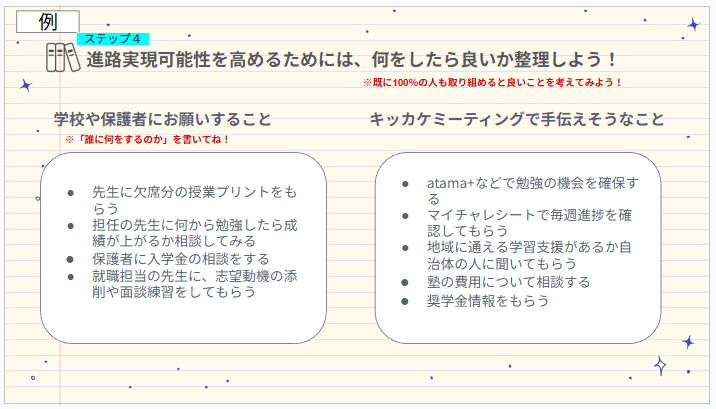 例
ステップ４
進路実現可能性を高めるためには、何をしたら良いか整理しよう！
※既に100%の人も取り組めると良いことを考えてみよう！
学校や保護者にお願いすること
※「誰に何をするのか」を書いてね！
● 先生に欠席分の授業プリントをも
らう
● 担任の先生に何から勉強したら成
績が上がるか相談してみる
● 保護者に入学金の相談をする
● 就職担当の先生に、志望動機の添
削や面談練習をしてもらう
キッカケミーティングで手伝えそうなこと
● atama+などで勉強の機会を確保す
る
● マイチャレシートで毎週進捗を確
認してもらう
● 地域に通える学習支援があるか自
治体の人に聞いてもらう
● 塾の費用について相談する
● 奨学金情報をもらう